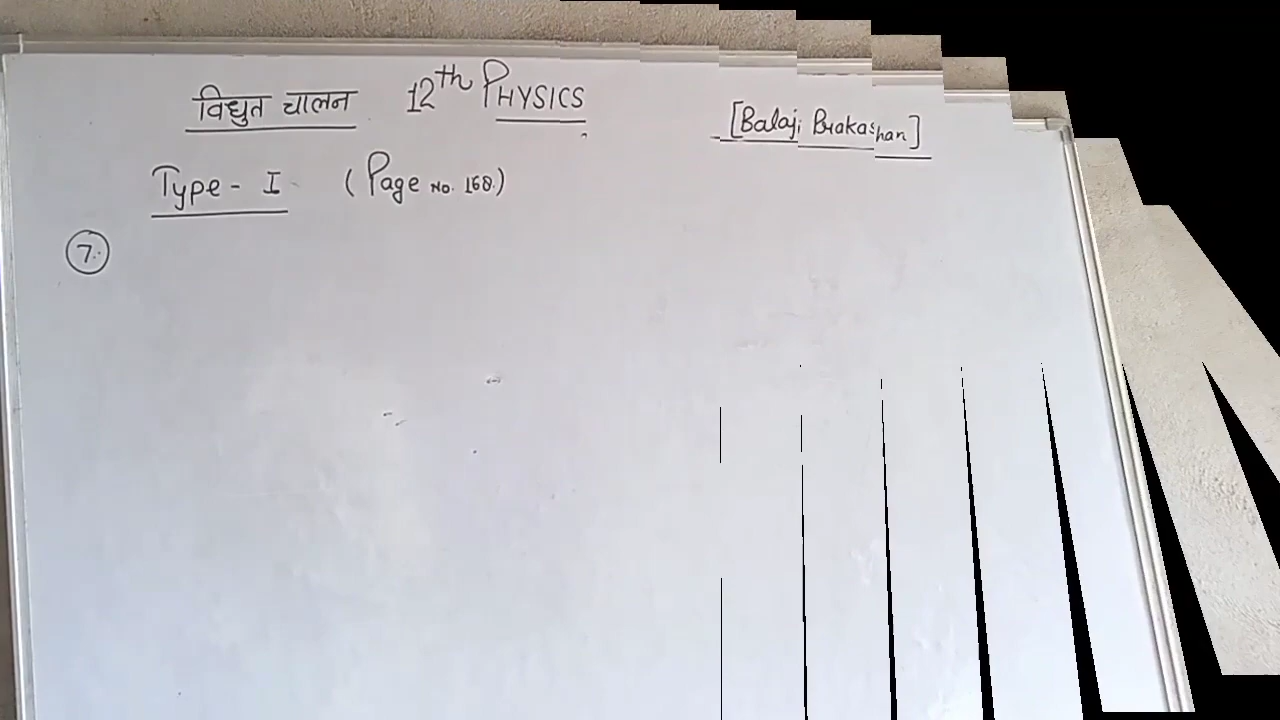 विद्युत चालन 12th PHYSICS [Balaji Prakashan]
Type - I (Page No. 168.)
7.